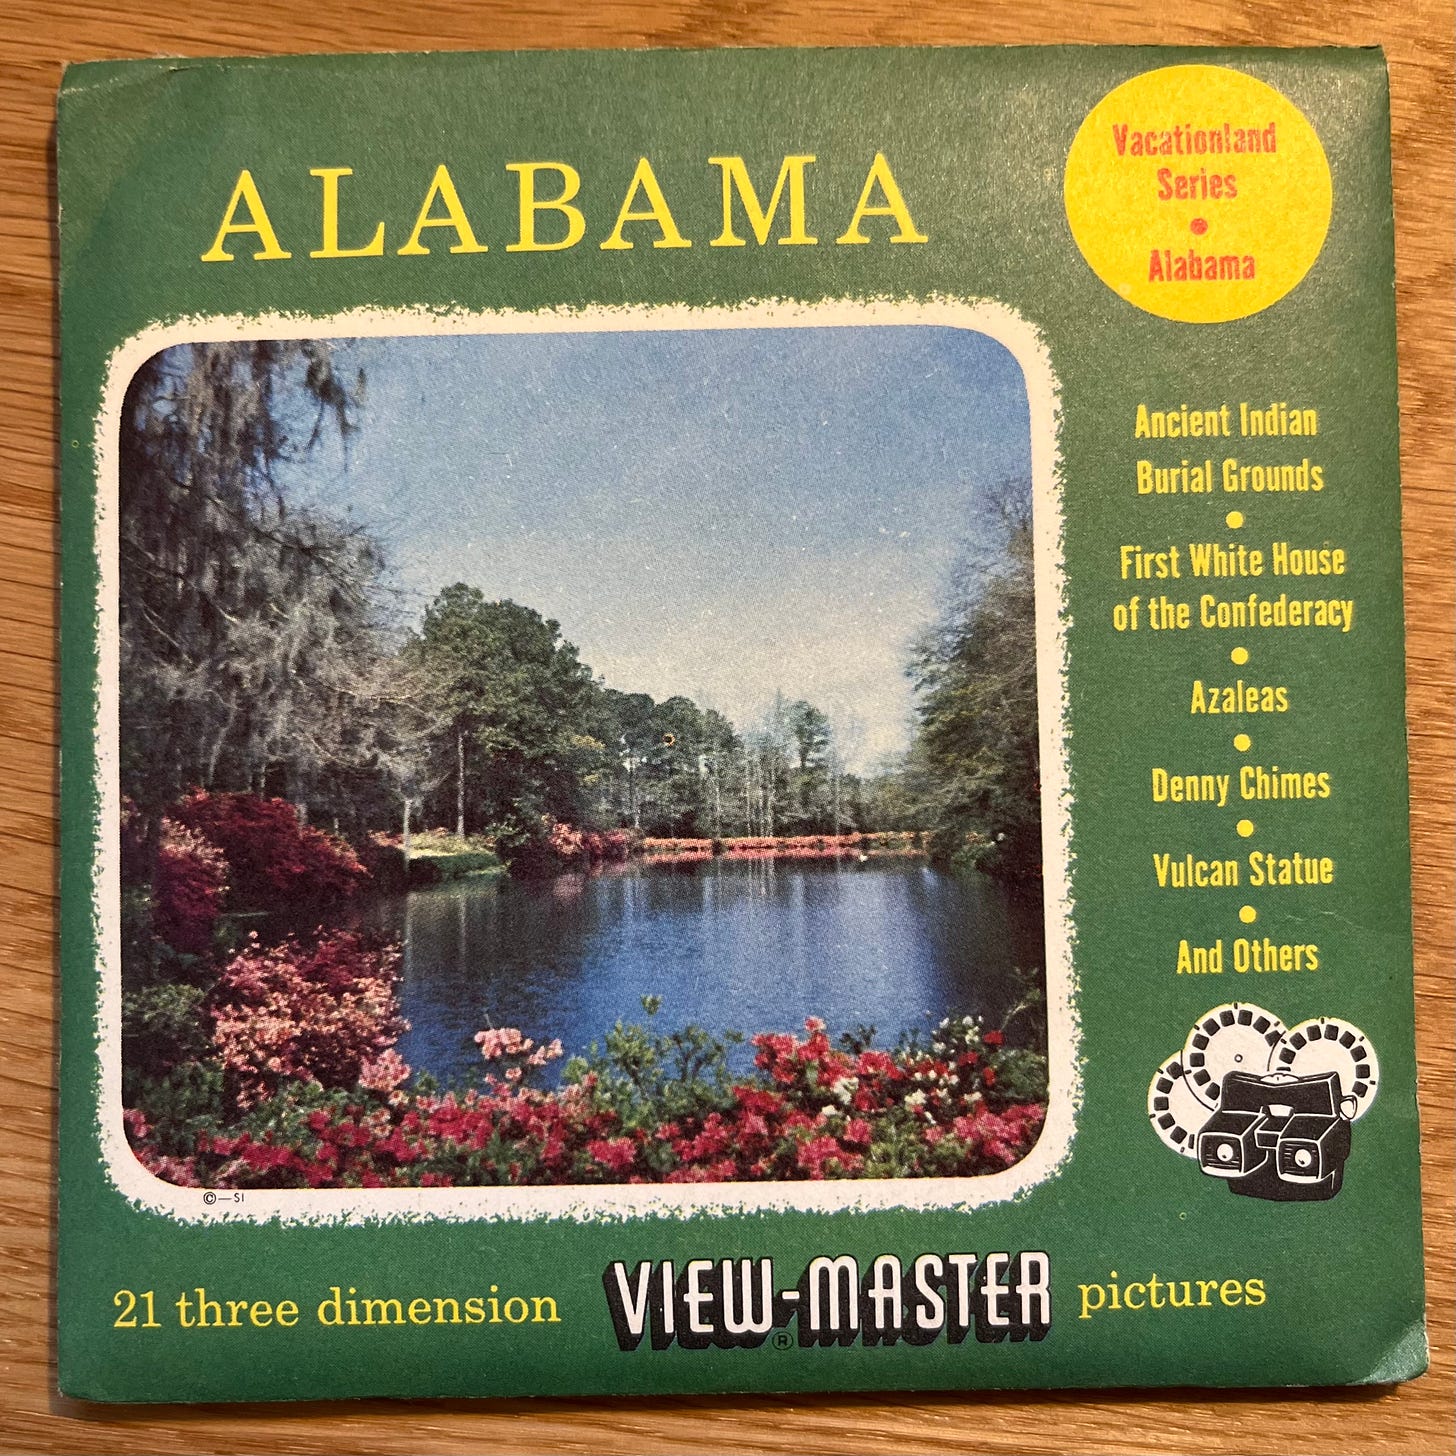 ALABAMA
Vacationland
Series
•
Alabama
Ancient Indian
Burial Grounds
•
First White House
of the Confederacy
•
Azaleas
•
Denny Chimes
•
Vulcan Statue
•
And Others
©—SI
21 three dimension VIEW-MASTER® pictures